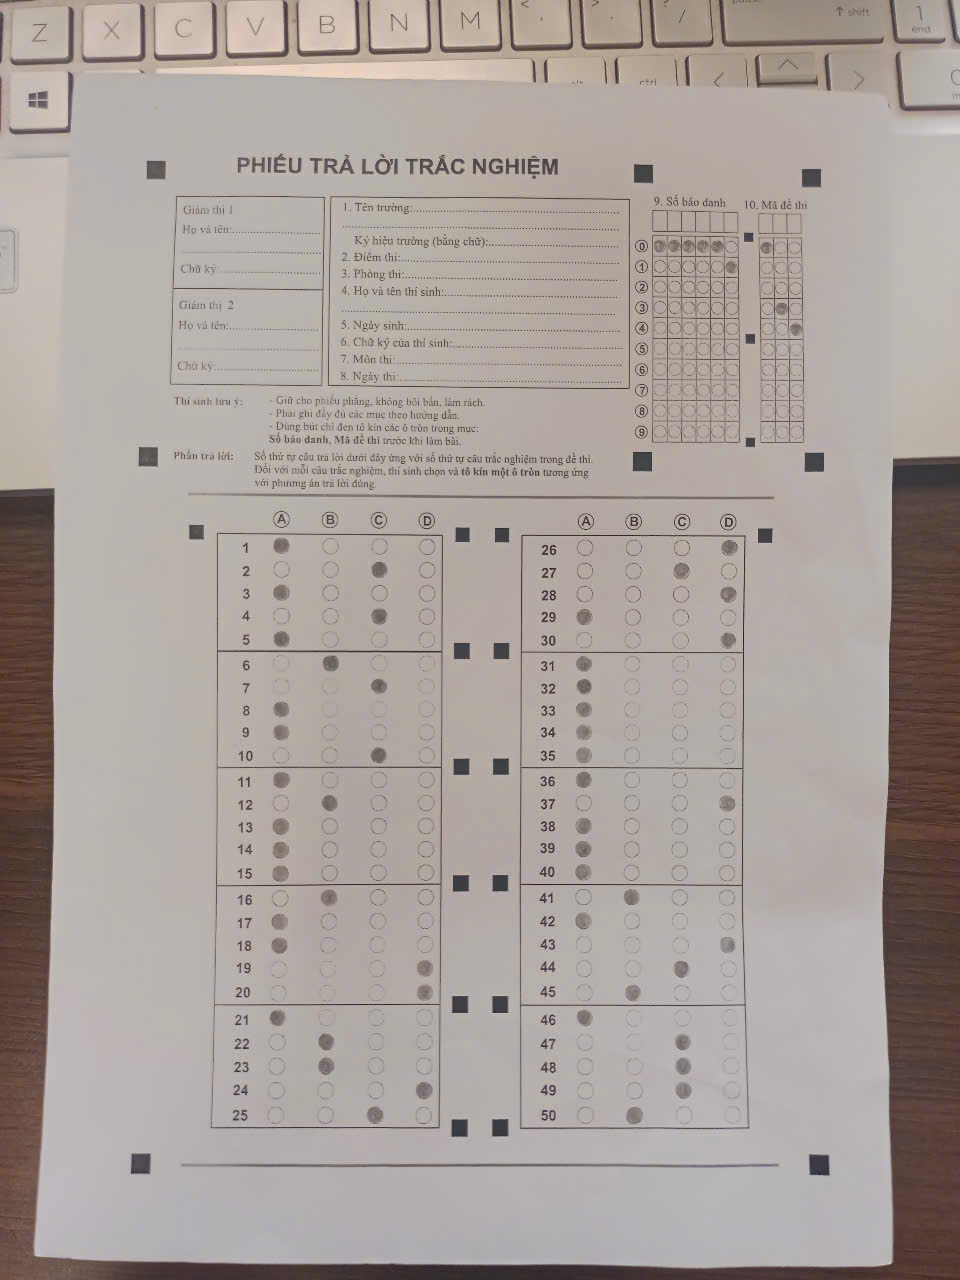 Z X C V B N M < , > . ? / ↑ shift 1 end
alt ctrl < ^ >
PHIẾU TRẢ LỜI TRẮC NGHIỆM
Giám thị 1
Họ và tên:
Chữ ký:
Giám thị 2
Họ và tên:
Chữ ký:
1. Tên trường:
Ký hiệu trường (bằng chữ):
2. Điểm thi:
3. Phòng thi:
4. Họ và tên thí sinh:
5. Ngày sinh:
6. Chữ ký của thí sinh:
7. Môn thi:
8. Ngày thi:
9. Số báo danh
10. Mã đề thi
0
1
2
3
4
5
6
7
8
9
Thí sinh lưu ý:
- Giữ cho phiếu phẳng, không bôi bẩn, làm rách.
- Phải ghi đầy đủ các mục theo hướng dẫn.
- Dùng bút chì đen tô kín các ô tròn trong mục:
Số báo danh, Mã đề thi trước khi làm bài.
Phần trả lời:
Số thứ tự câu trả lời dưới đây ứng với số thứ tự câu trắc nghiệm trong đề thi.
Đối với mỗi câu trắc nghiệm, thí sinh chọn và tô kín một ô tròn tương ứng
với phương án trả lời đúng.
A B C D
1
2
3
4
5
6
7
8
9
10
11
12
13
14
15
16
17
18
19
20
21
22
23
24
25
A B C D
26
27
28
29
30
31
32
33
34
35
36
37
38
39
40
41
42
43
44
45
46
47
48
49
50